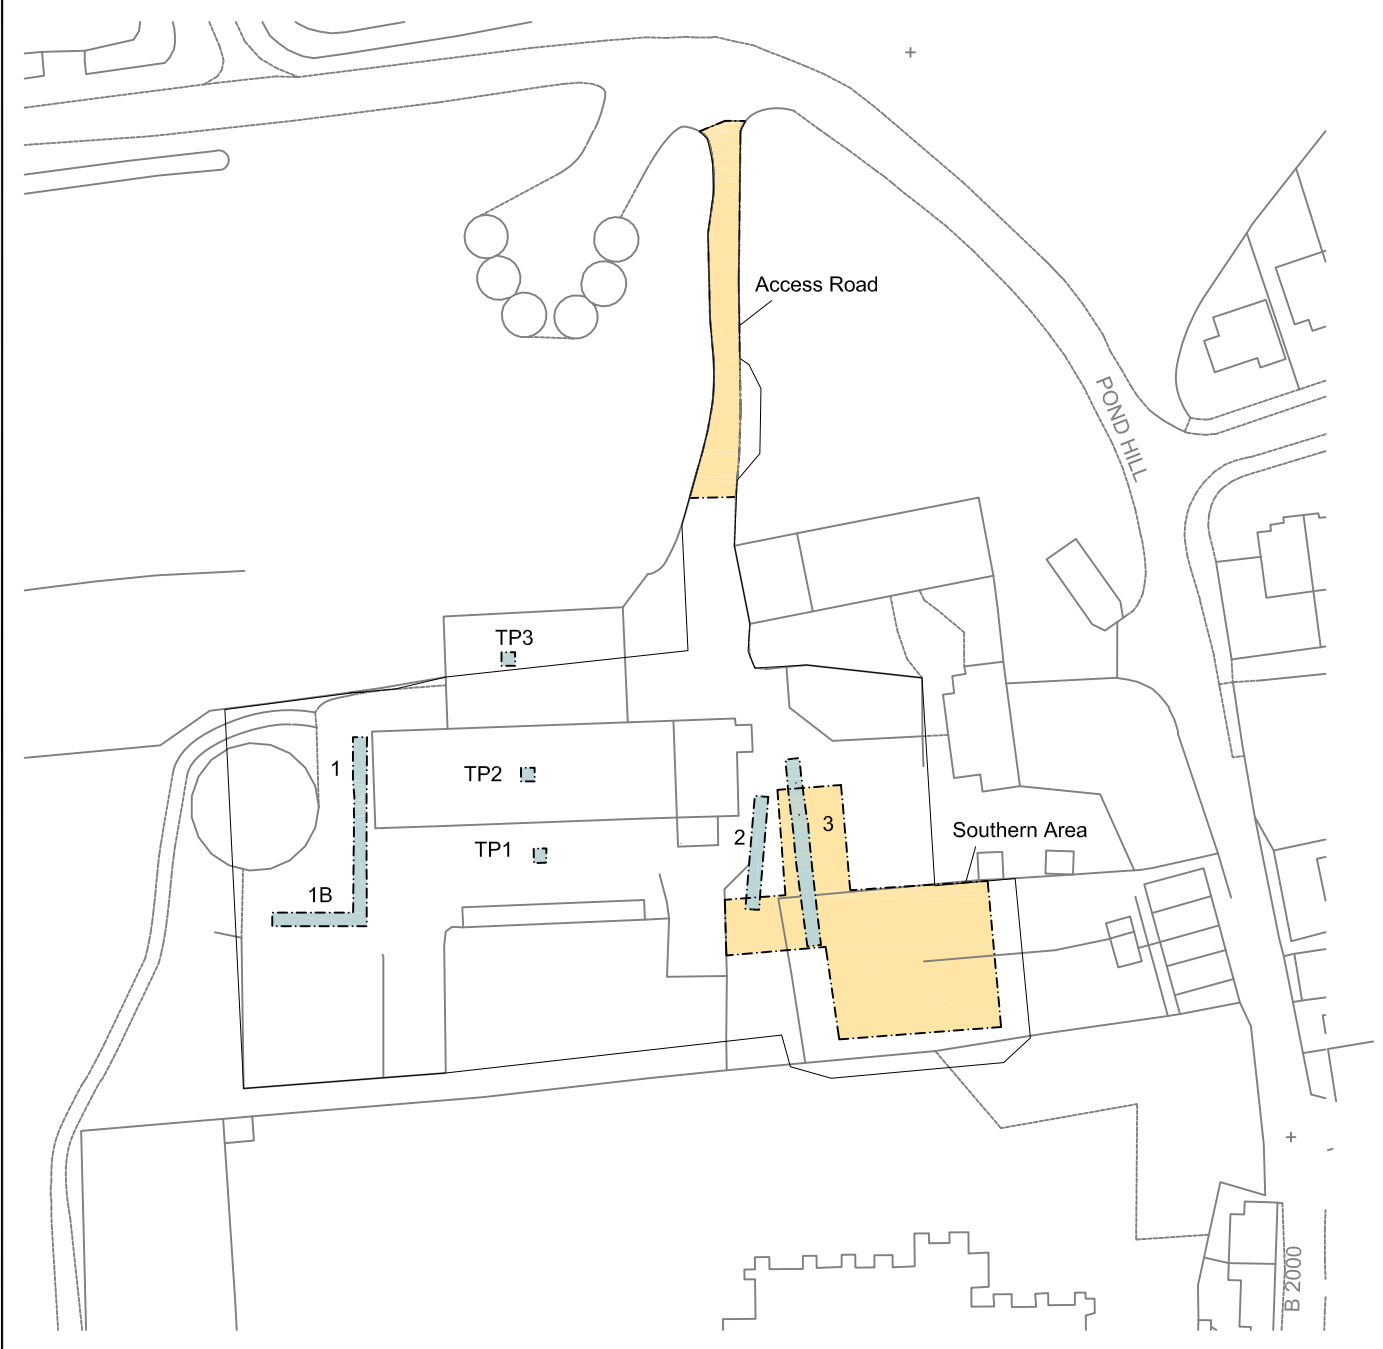 Access Road
POND HILL
TP3
1
TP2
3
Southern Area
2
TP1
1B
B 2000